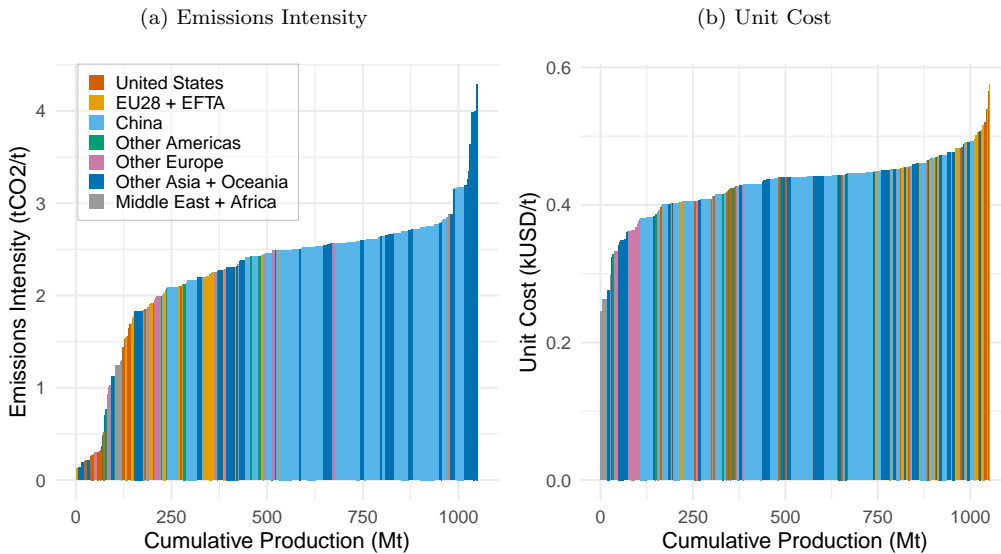 (a) Emissions Intensity
Emissions Intensity (tCO2/t)
4
3
2
1
0
United States
EU28 + EFTA
China
Other Americas
Other Europe
Other Asia + Oceania
Middle East + Africa
0 250 500 750 1000
Cumulative Production (Mt)
(b) Unit Cost
Unit Cost (kUSD/t)
0.6
0.4
0.2
0.0
0 250 500 750 1000
Cumulative Production (Mt)